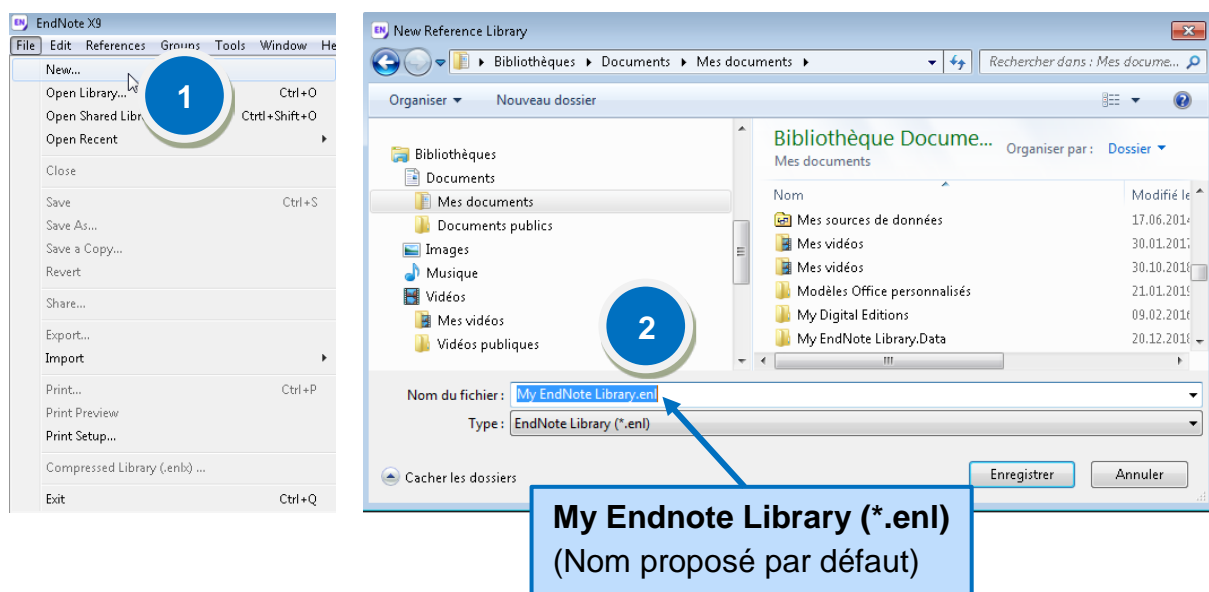 EndNote X9
File Edit References Groups Tools Window He
New...
Open Library... Ctrl+O
Open Shared Libr Ctrtl+Shift+O
Open Recent
Close
Save Ctrl+S
Save As...
Save a Copy...
Revert
Share...
Export...
Import
Print... Ctrl+P
Print Preview
Print Setup...
Compressed Library (.enlx) ...
Exit Ctrl+Q
1
New Reference Library
Bibliothèques Documents Mes documents
Rechercher dans : Mes docume...
Organiser Nouveau dossier
Bibliothèques
Documents
Mes documents
Documents publics
Images
Musique
Vidéos
Mes vidéos
Vidéos publiques
2
Bibliothèque Docume...
Mes documents
Organiser par : Dossier
Nom Modifié le
Mes sources de données 17.06.2014
Mes vidéos 30.01.2017
Mes vidéos 30.10.2018
Modèles Office personnalisés 21.01.2019
My Digital Editions 09.02.2016
My EndNote Library.Data 20.12.2018
Nom du fichier : My EndNote Library.enl
Type : EndNote Library (*.enl)
Cacher les dossiers
Enregistrer Annuler
My Endnote Library (*.enl)
(Nom proposé par défaut)